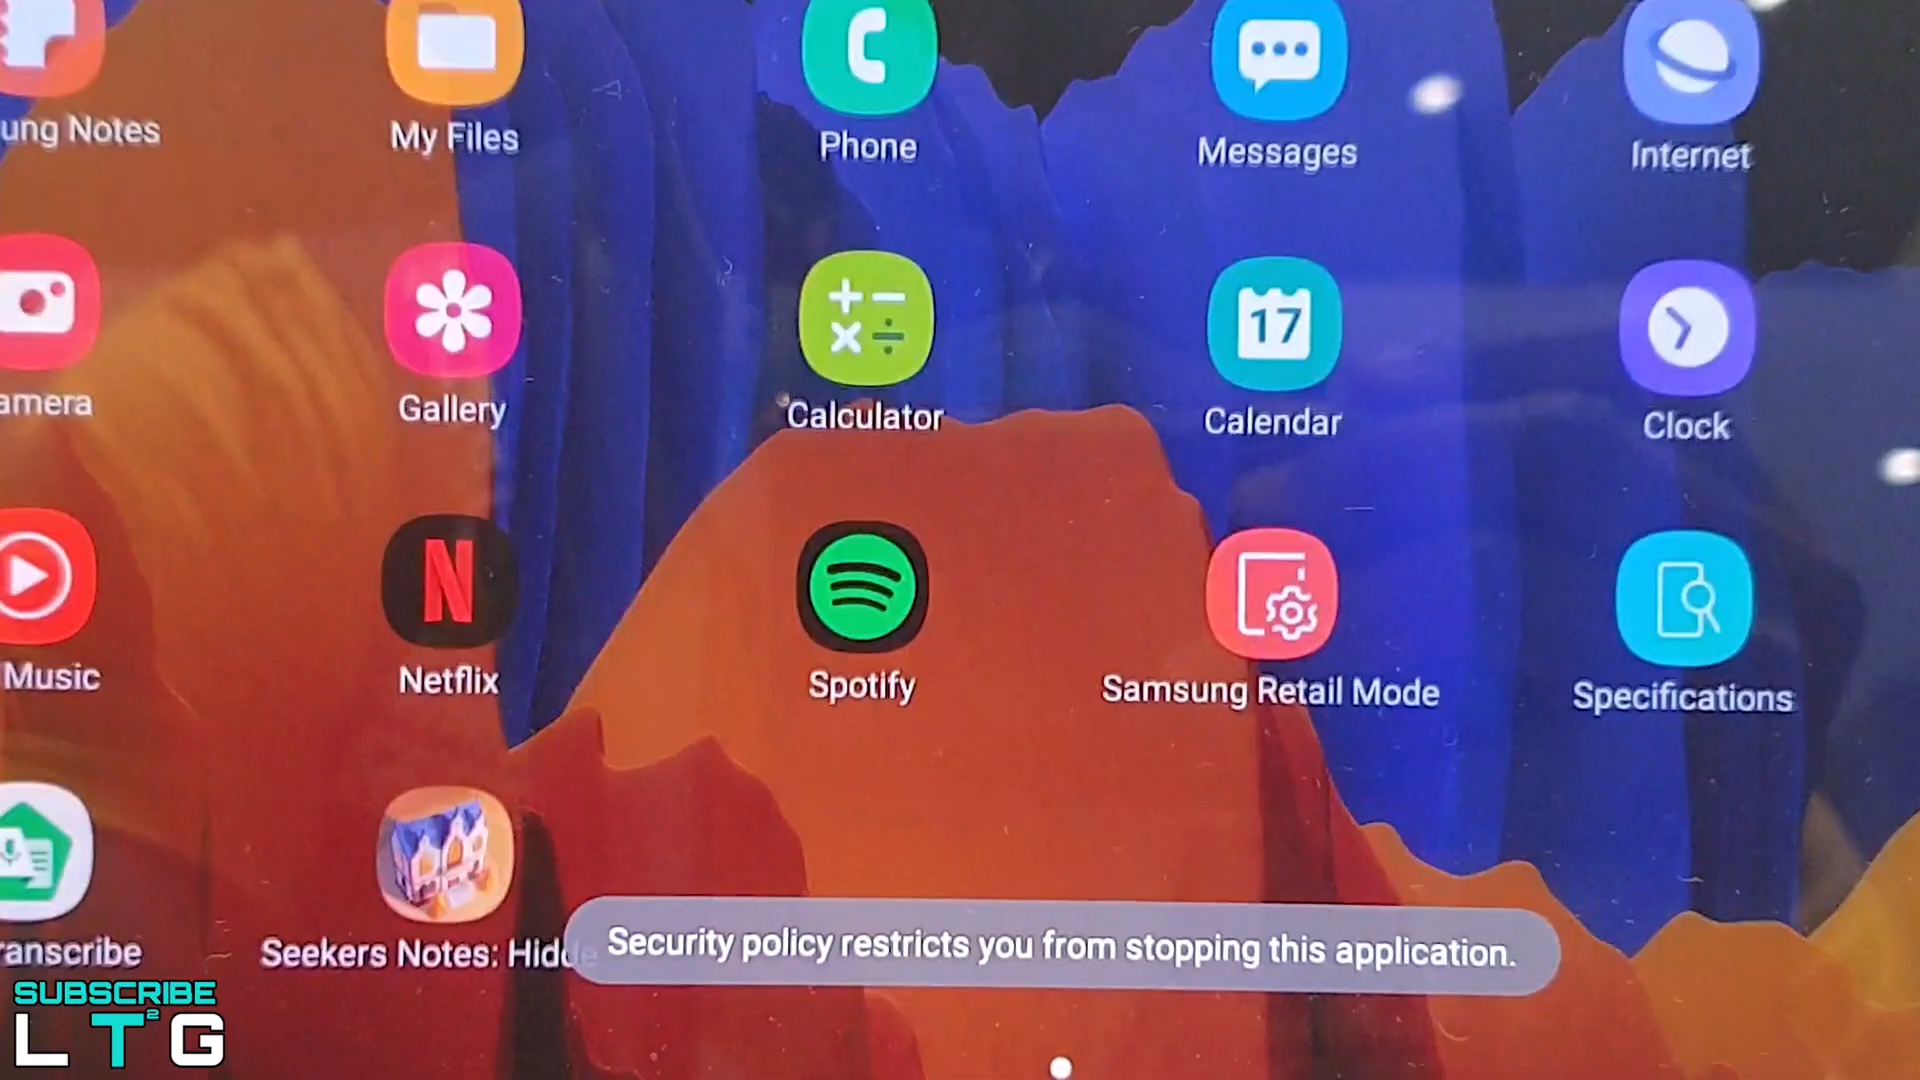 ung Notes
My Files
Phone
Messages
Internet
amera
Gallery
Calculator
17
Calendar
Clock
Music
N
Netflix
Spotify
Samsung Retail Mode
Specifications
ranscribe
Seekers Notes: Hidde
Security policy restricts you from stopping this application.
SUBSCRIBE
LT2G